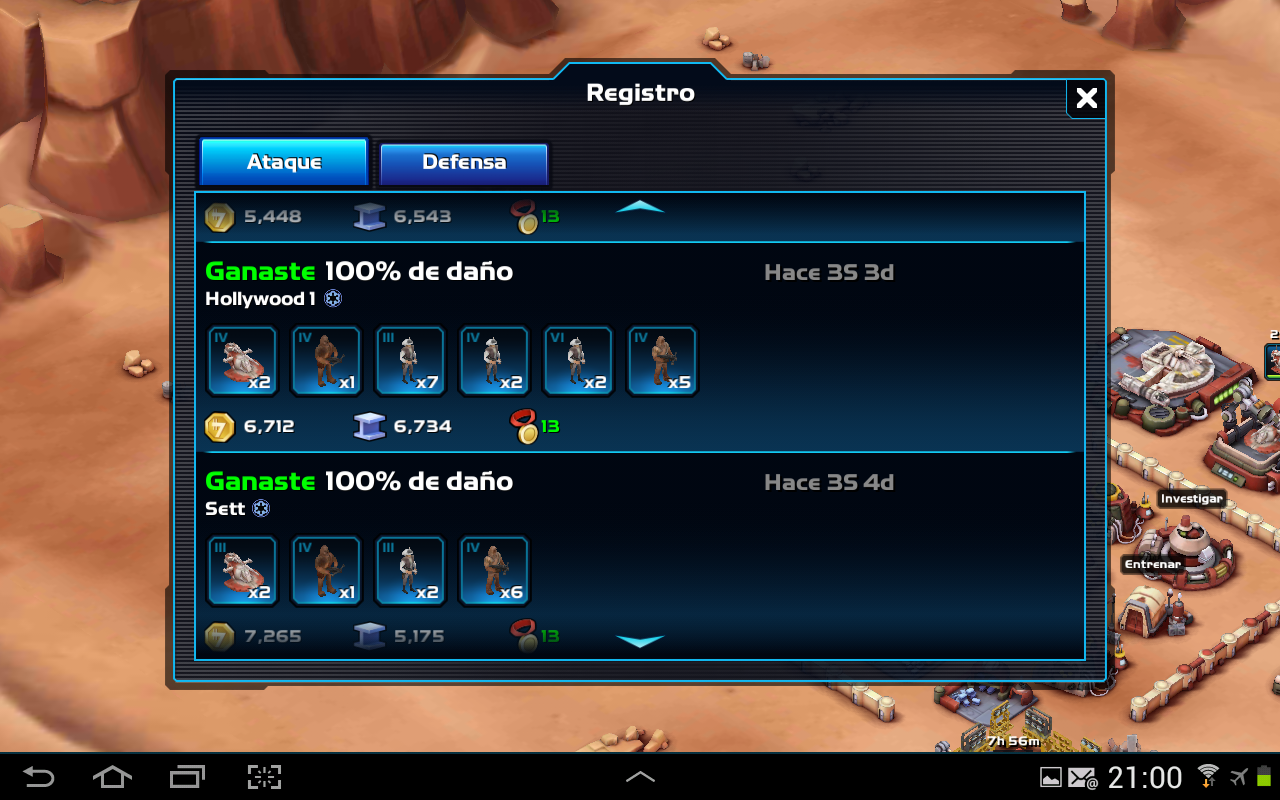 Registro
Ataque
Defensa
5,448 6,543 13
Ganaste 100% de daño Hace 3S 3d
Hollywood 1
IV IV III IV VI IV
x2 x1 x7 x2 x2 x5
6,712 6,734 13
Ganaste 100% de daño Hace 3S 4d
Sett
III IV III IV
x2 x1 x2 x6
7,265 5,175 13
2
Investigar
Entrenar
7h 56m
21:00